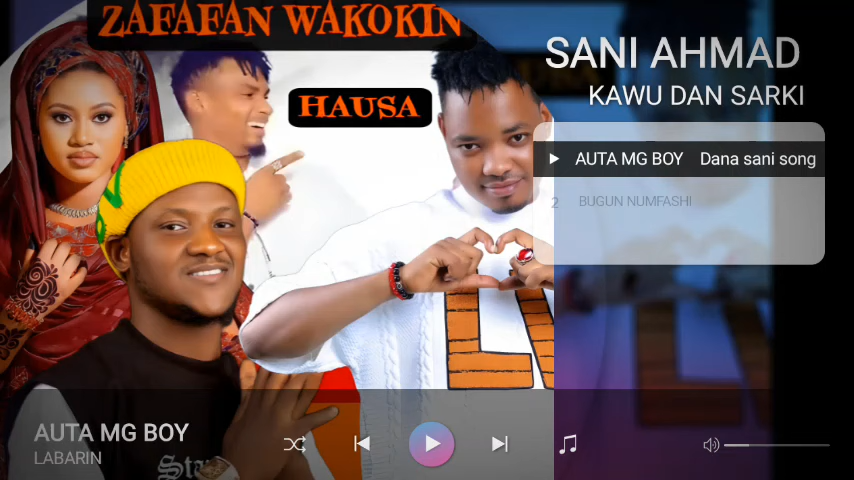 ZAFAFAN WAKOKIN
HAUSA
SANI AHMAD
KAWU DAN SARKI
AUTA MG BOY Dana sani song
2 BUGUN NUMFASHI
AUTA MG BOY
LABARIN